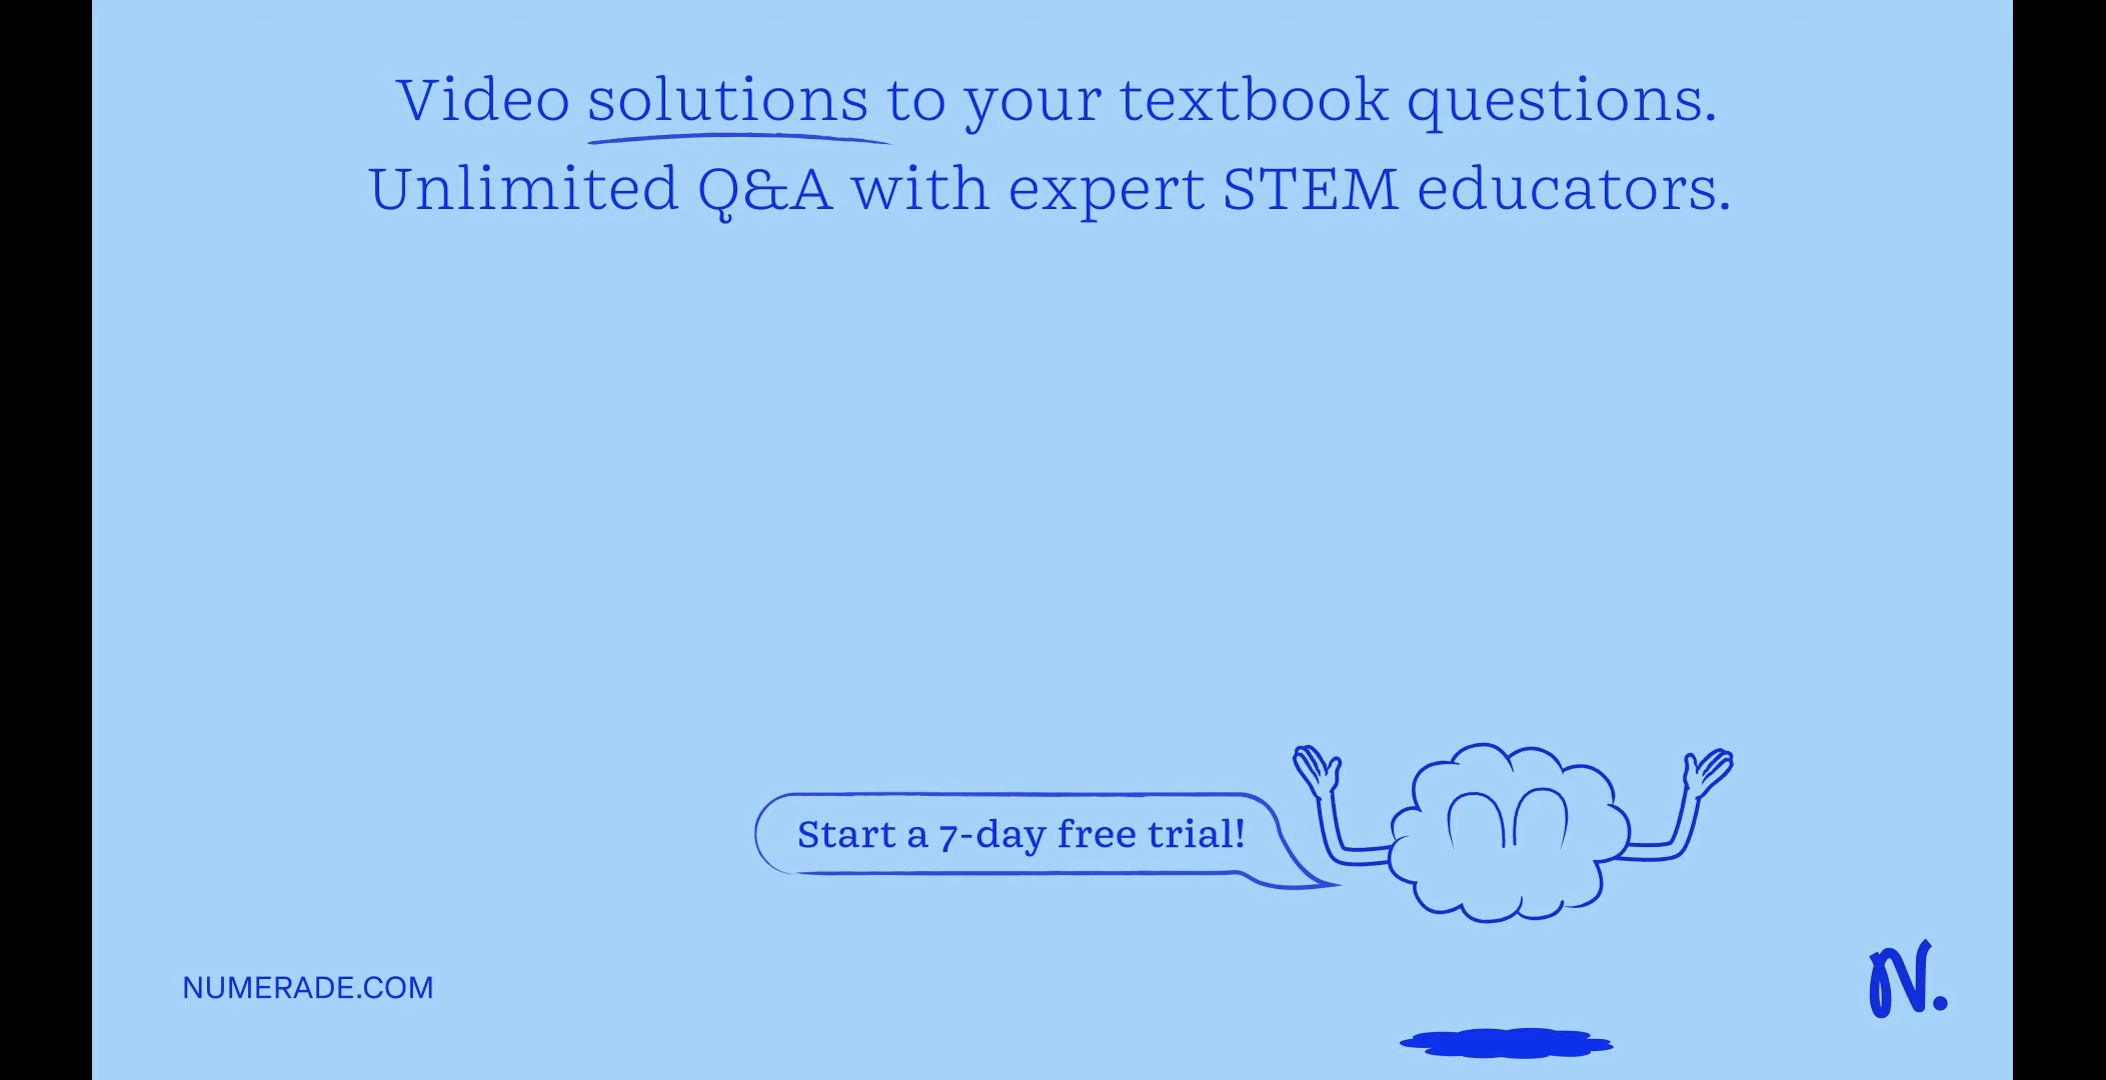 Video solutions to your textbook questions.
Unlimited Q&A with expert STEM educators.
Start a 7-day free trial!
NUMERADE.COM
N.